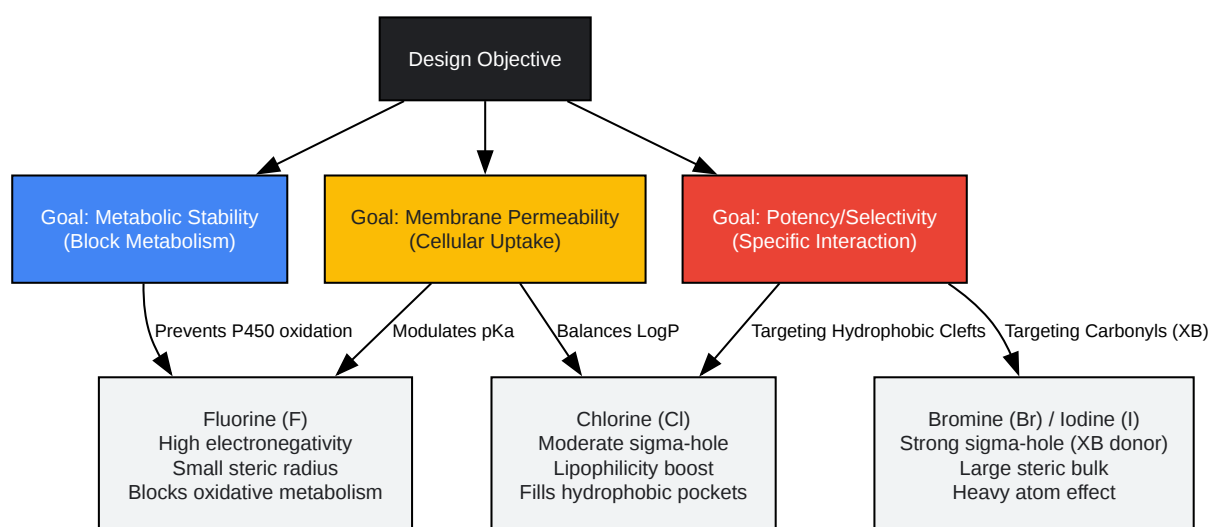 Design Objective
Goal: Metabolic Stability
(Block Metabolism)
Goal: Membrane Permeability
(Cellular Uptake)
Goal: Potency/Selectivity
(Specific Interaction)
Prevents P450 oxidation
Modulates pKa
Balances LogP
Targeting Hydrophobic Clefts
Targeting Carbonyls (XB)
Fluorine (F)
High electronegativity
Small steric radius
Blocks oxidative metabolism
Chlorine (Cl)
Moderate sigma-hole
Lipophilicity boost
Fills hydrophobic pockets
Bromine (Br) / Iodine (I)
Strong sigma-hole (XB donor)
Large steric bulk
Heavy atom effect